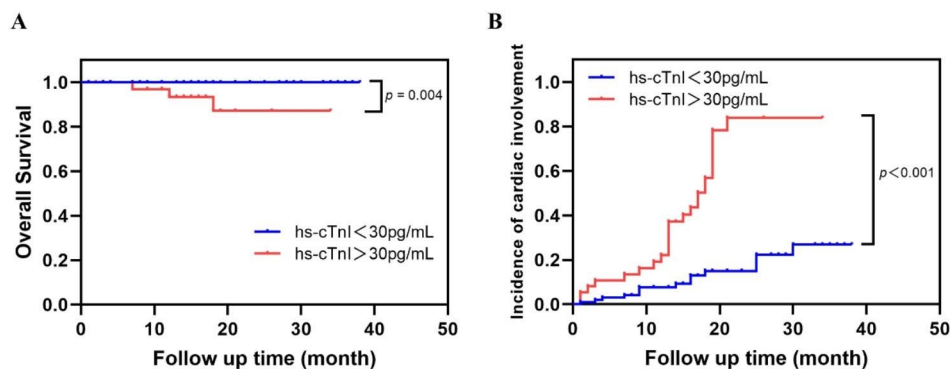 A
Overall Survival
1.0
0.8
0.6
0.4
0.2
0.0
p = 0.004
hs-cTnI＜30pg/mL
hs-cTnI＞30pg/mL
0 10 20 30 40 50
Follow up time (month)
B
Incidence of cardiac involvement
1.0
0.8
0.6
0.4
0.2
0.0
hs-cTnI＜30pg/mL
hs-cTnI＞30pg/mL
p＜0.001
0 10 20 30 40 50
Follow up time (month)